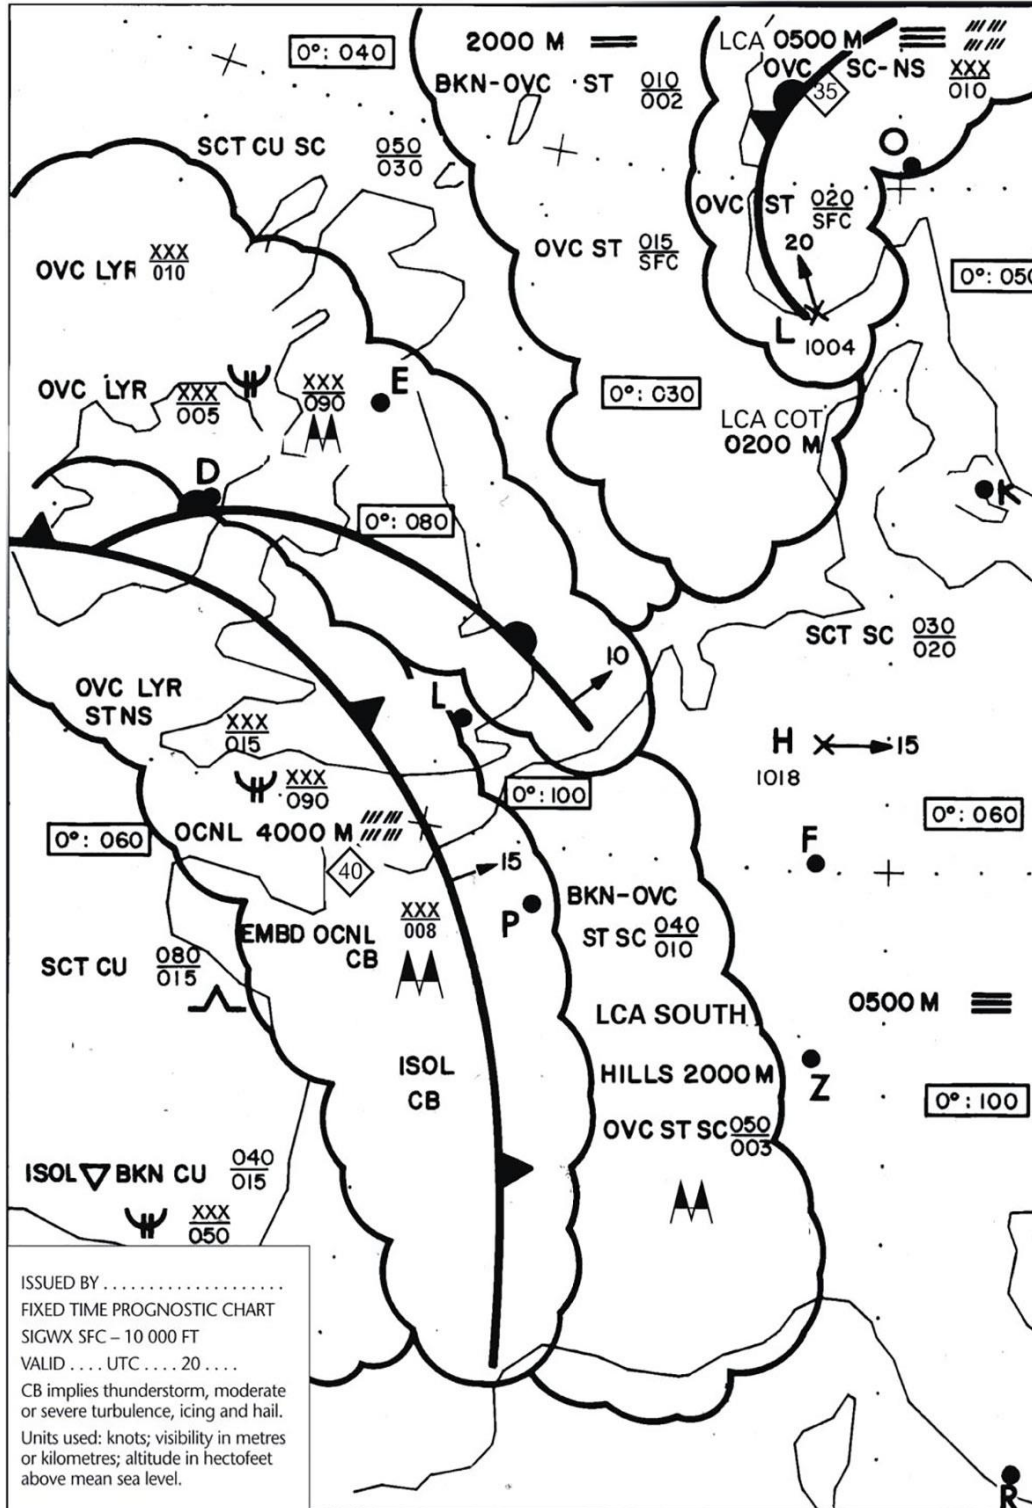 0°: 040
2000 M
BKN-OVC ST 010
002
LCA 0500 M
OVC SC-NS XXX
010
35
O
SCT CU SC 050
030
OVC LYR XXX
010
OVC ST 015
SFC
OVC ST 020
SFC
20
0°: 050
L 1004
OVC LYR XXX
005
XXX
090
E
0°: 030
LCA COT
0200 M
D
K
0°: 080
SCT SC 030
020
10
OVC LYR
ST NS
XXX
015
L
H
1018
15
XXX
090
0°: 100
0°: 060
OCNL 4000 M
0°: 060
40
15
F
EMBD OCNL
CB
XXX
008
P
BKN-OVC
ST SC 040
010
SCT CU 080
015
LCA SOUTH
0500 M
ISOL
CB
HILLS 2000 M
Z
0°: 100
OVC ST SC 050
003
ISOL BKN CU 040
015
XXX
050
ISSUED BY . . . . . . . . . . . . . . . . . . . .
FIXED TIME PROGNOSTIC CHART
SIGWX SFC – 10 000 FT
VALID . . . . UTC . . . . 20 . . . .
CB implies thunderstorm, moderate
or severe turbulence, icing and hail.
Units used: knots; visibility in metres
or kilometres; altitude in hectofeet
above mean sea level.
R